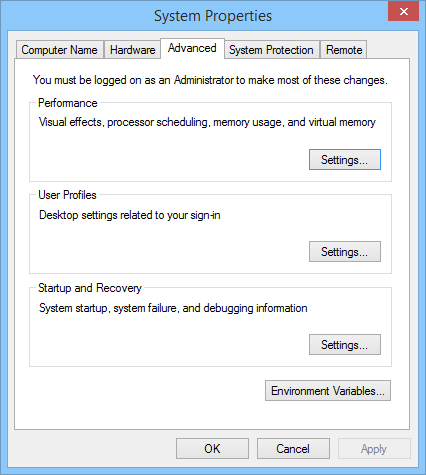 System Properties
Computer Name Hardware Advanced System Protection Remote
You must be logged on as an Administrator to make most of these changes.
Performance
Visual effects, processor scheduling, memory usage, and virtual memory
Settings...
User Profiles
Desktop settings related to your sign-in
Settings...
Startup and Recovery
System startup, system failure, and debugging information
Settings...
Environment Variables...
OK Cancel Apply